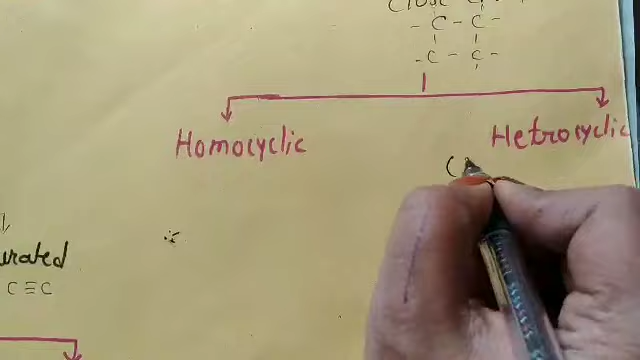 - C - C -
- C - C -
Homocyclic
Hetrocyclic
(
urated
C ≡ C